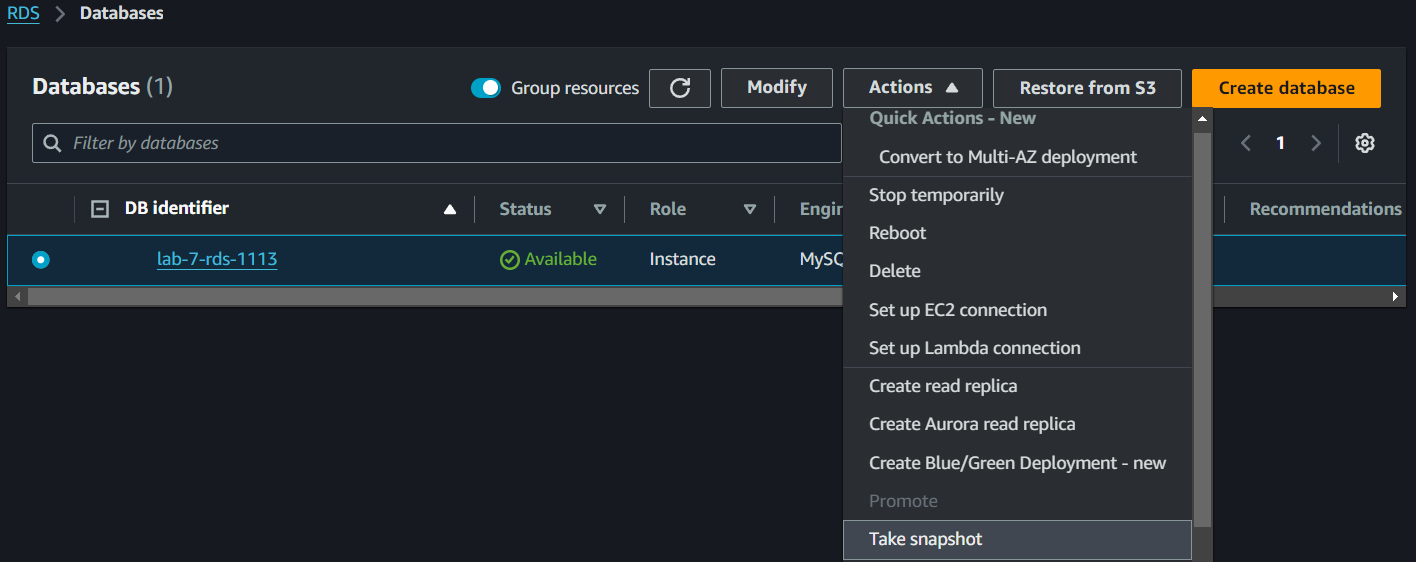 RDS > Databases
Databases (1)
Group resources
Modify
Actions
Restore from S3
Create database
Filter by databases
1
DB identifier
Status
Role
Engin
Recommendations
lab-7-rds-1113
Available
Instance
MySQ
Quick Actions - New
Convert to Multi-AZ deployment
Stop temporarily
Reboot
Delete
Set up EC2 connection
Set up Lambda connection
Create read replica
Create Aurora read replica
Create Blue/Green Deployment - new
Promote
Take snapshot